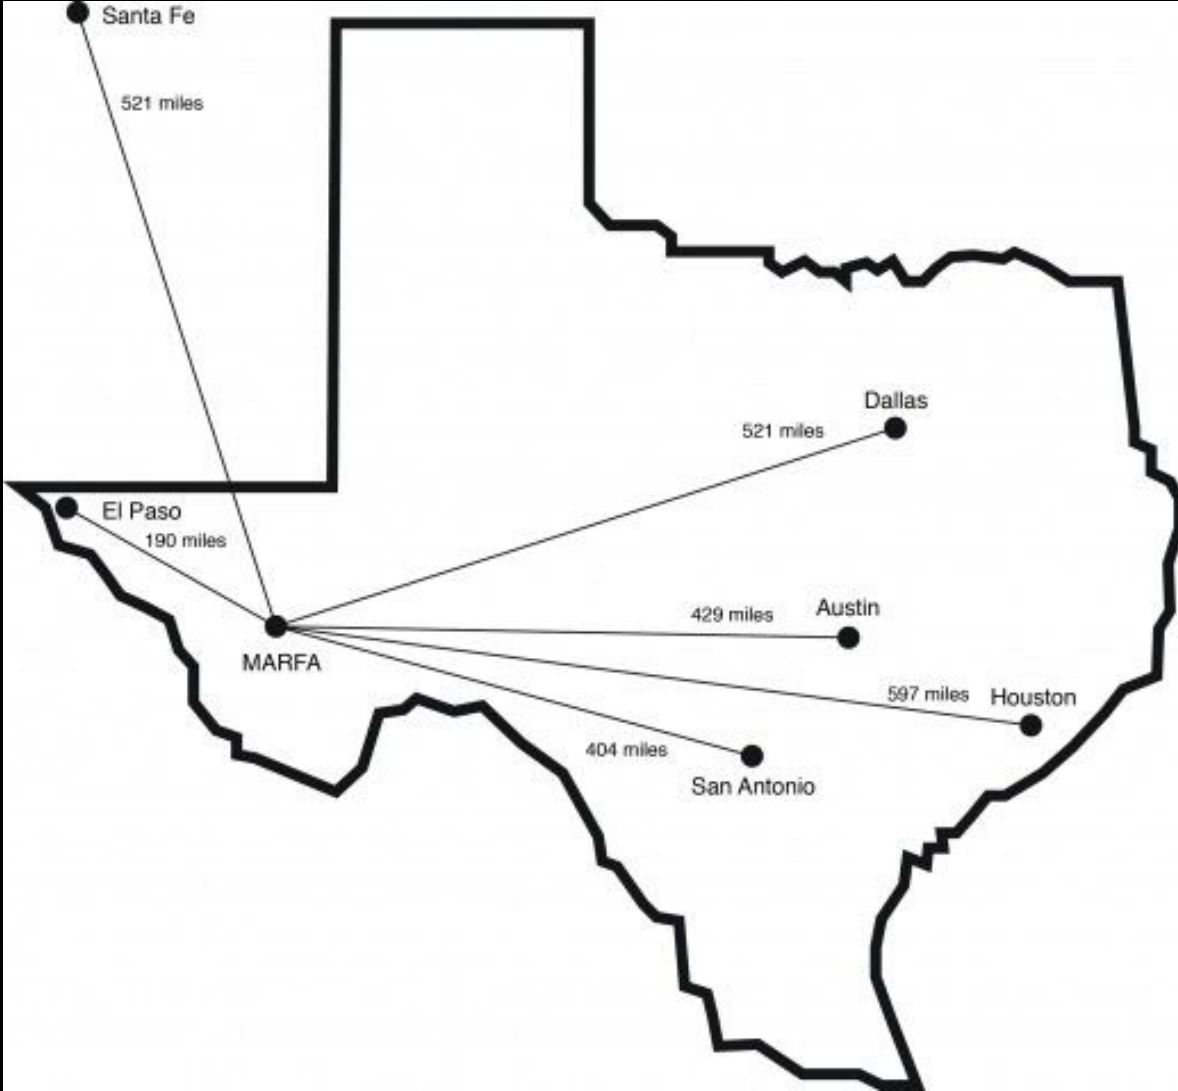 Santa Fe
521 miles
Dallas
521 miles
El Paso
190 miles
Austin
429 miles
MARFA
597 miles
Houston
404 miles
San Antonio